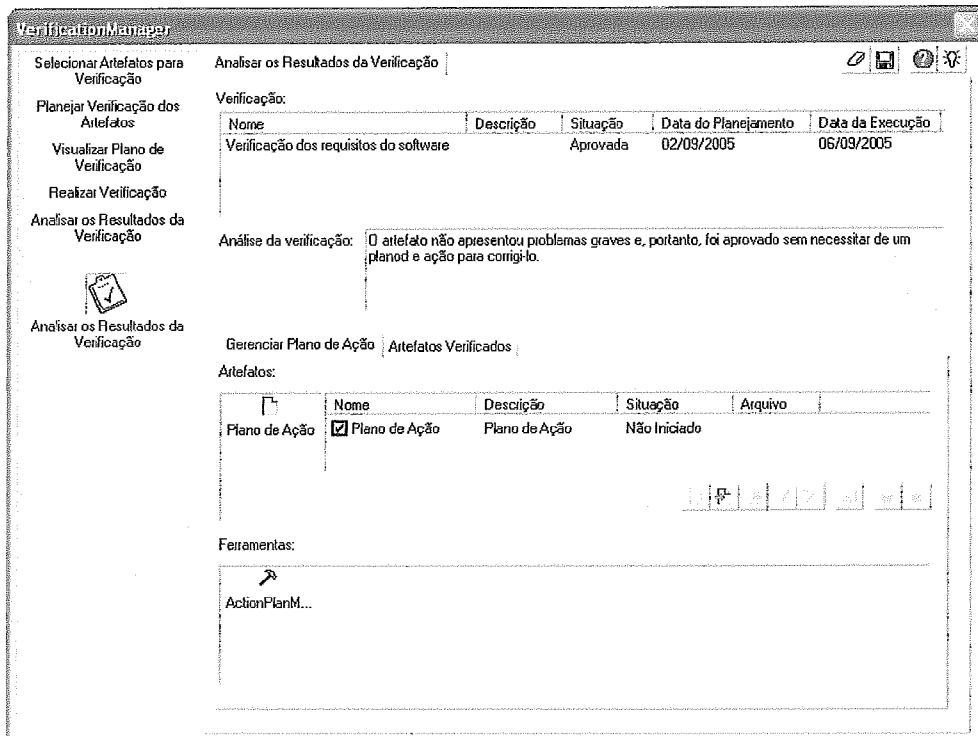 VerificationManager
Selecionar Artefatos para
Verificação
Planejar Verificação dos
Artefatos
Visualizar Plano de
Verificação
Realizar Verificação
Analisar os Resultados da
Verificação
Analisar os Resultados da
Verificação
Analisar os Resultados da Verificação
Verificação:
Nome Descrição Situação Data do Planejamento Data da Execução
Verificação dos requisitos do software Aprovada 02/09/2005 06/09/2005
Análise da verificação: O artefato não apresentou problemas graves e, portanto, foi aprovado sem necessitar de um
planod e ação para corrigi-lo.
Gerenciar Plano de Ação Artefatos Verificados
Artefatos:
Nome Descrição Situação Arquivo
Plano de Ação Plano de Ação Plano de Ação Não Iniciado
Ferramentas:
ActionPlanM...